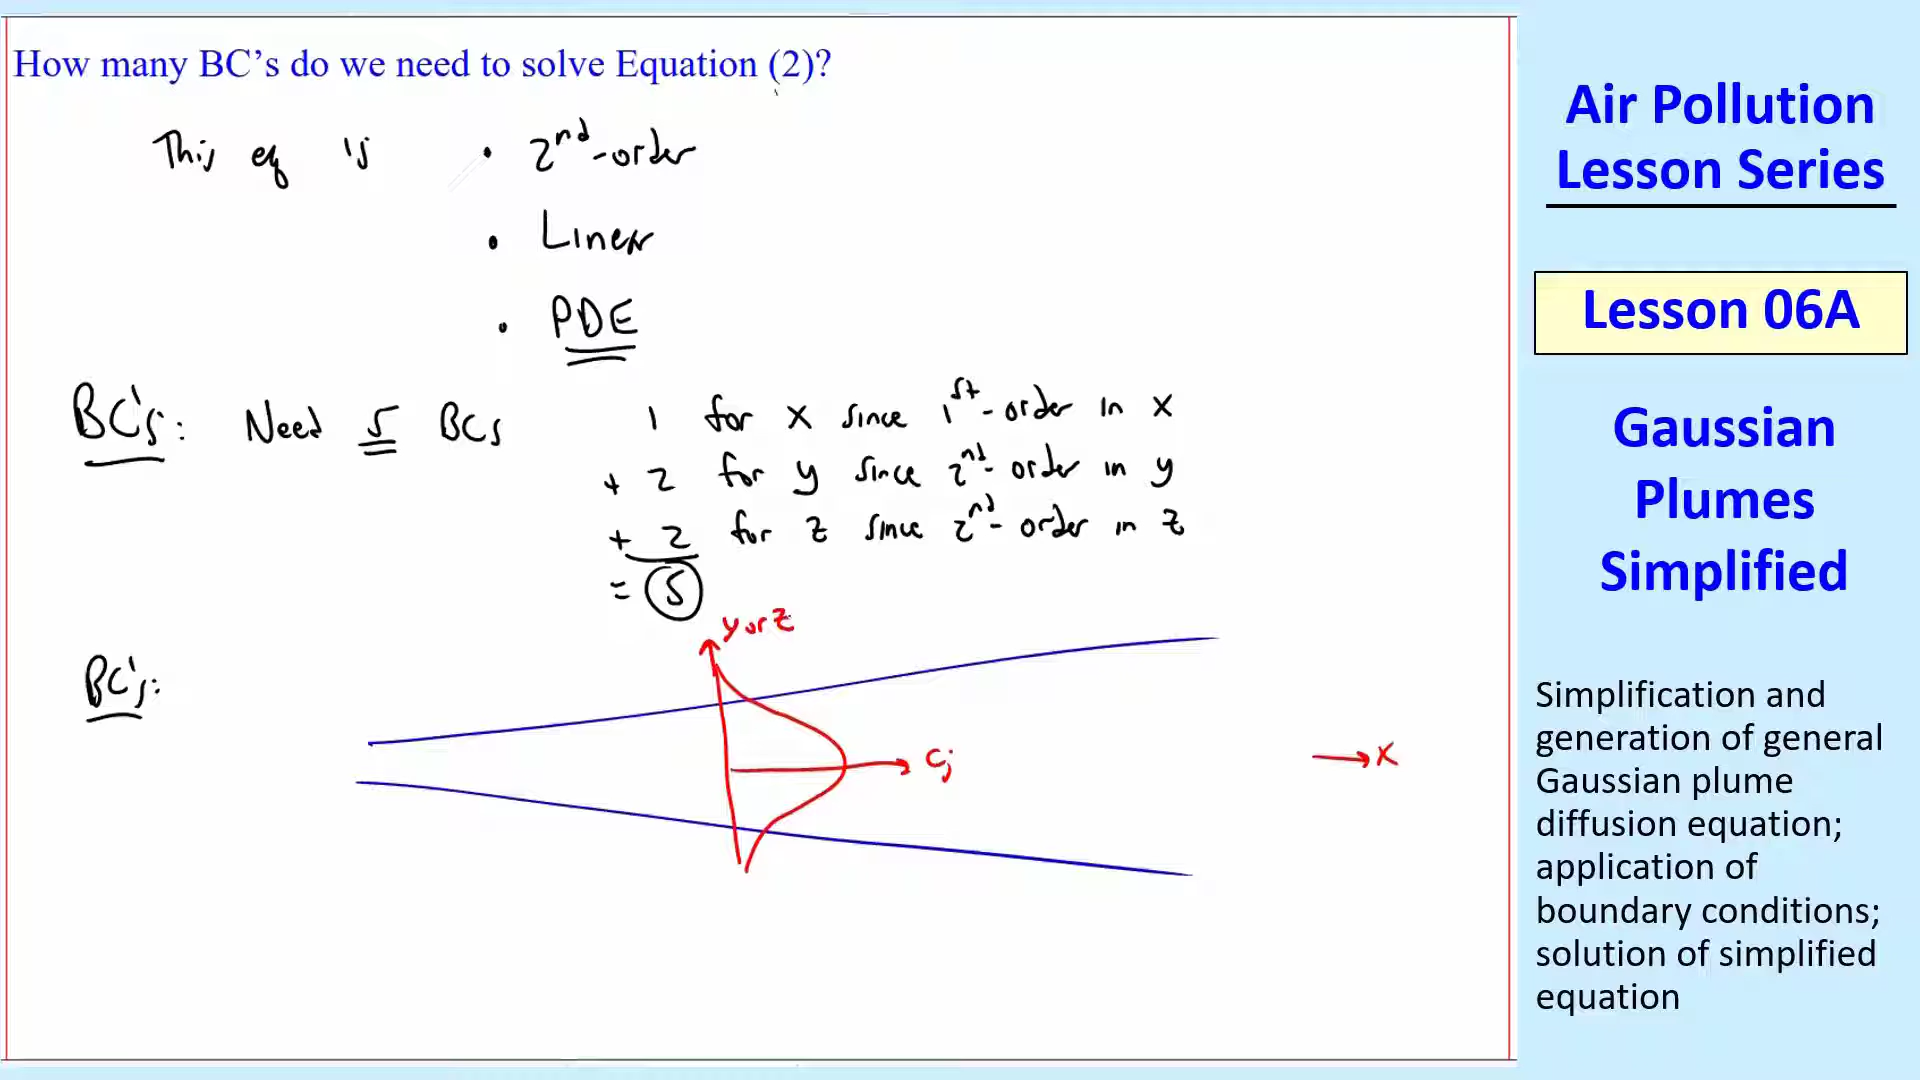 How many BC's do we need to solve Equation (2)?
This eq is • 2nd-order
• Linear
• PDE
BC's: Need 5 BCs
1 for x since 1st-order in x
+ 2 for y since 2nd-order in y
+ 2 for z since 2nd-order in z
= 5
BC's:
y or z
cj
x
Air Pollution
Lesson Series
Lesson 06A
Gaussian
Plumes
Simplified
Simplification and
generation of general
Gaussian plume
diffusion equation;
application of
boundary conditions;
solution of simplified
equation